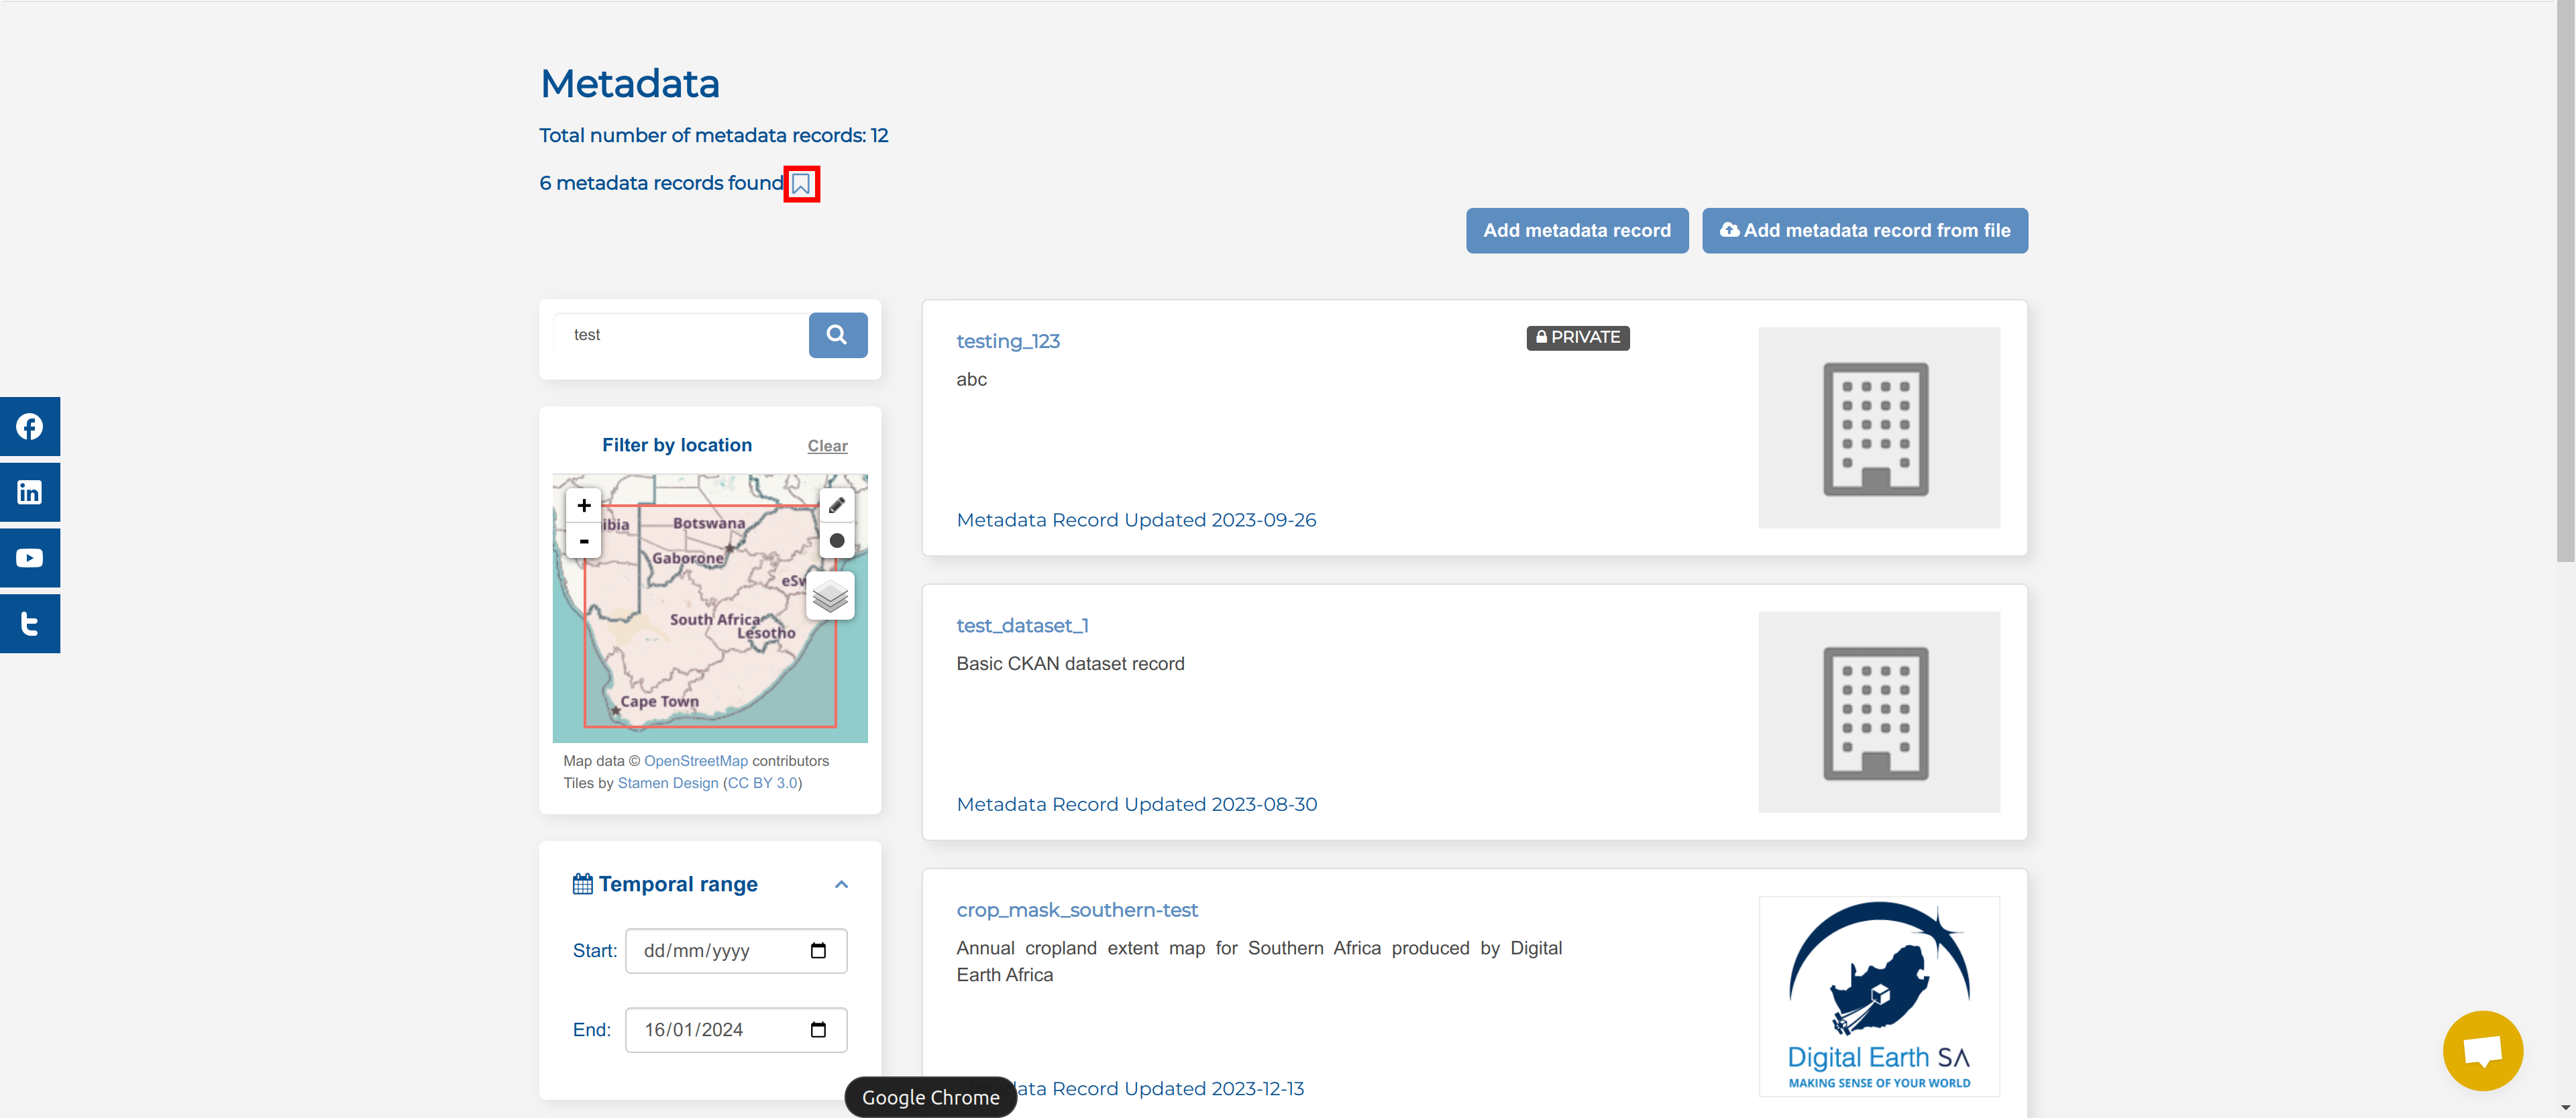 Metadata
Total number of metadata records: 12
6 metadata records found
Add metadata record
Add metadata record from file
test
Filter by location
Clear
+
-
ibia
Botswana
Gaborone
eSw
South Africa
Lesotho
Cape Town
Map data © OpenStreetMap contributors
Tiles by Stamen Design (CC BY 3.0)
Temporal range
Start: dd/mm/yyyy
End: 16/01/2024
testing_123
PRIVATE
abc
Metadata Record Updated 2023-09-26
test_dataset_1
Basic CKAN dataset record
Metadata Record Updated 2023-08-30
crop_mask_southern-test
Annual cropland extent map for Southern Africa produced by Digital
Earth Africa
data Record Updated 2023-12-13
Digital Earth SA
MAKING SENSE OF YOUR WORLD
Google Chrome